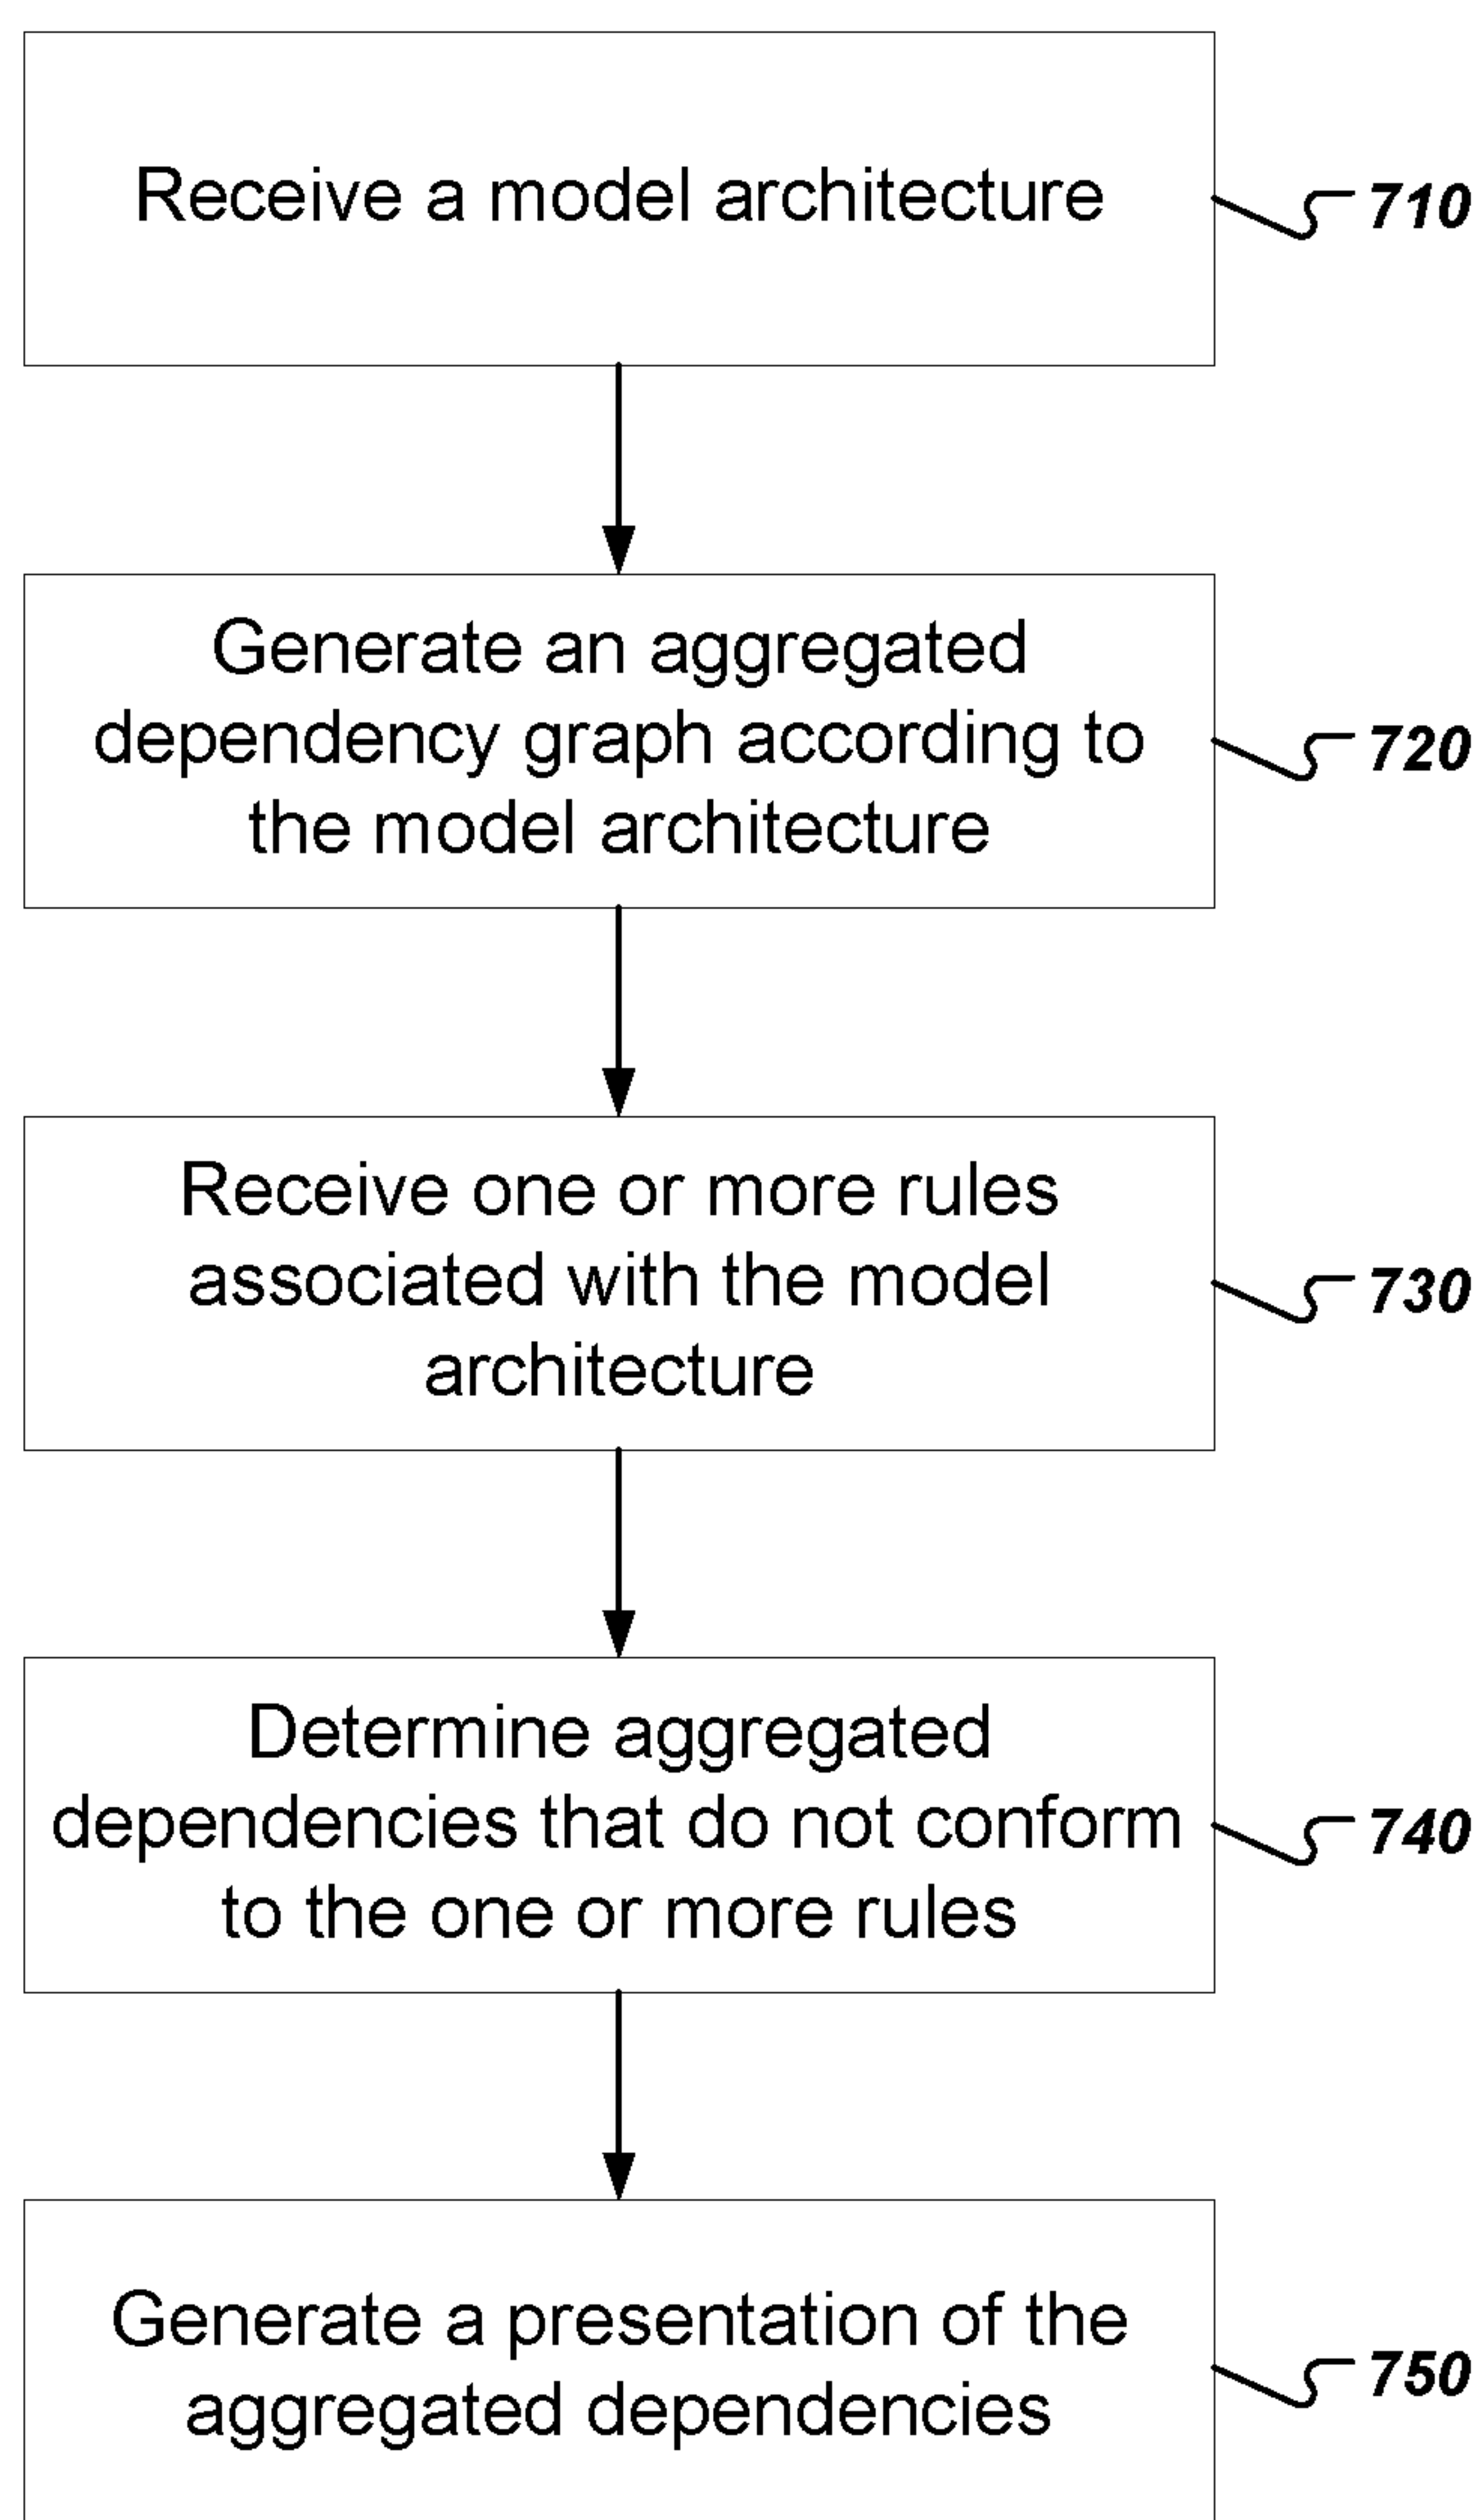 Receive a model architecture
710
Generate an aggregated
dependency graph according to
the model architecture
720
Receive one or more rules
associated with the model
architecture
730
Determine aggregated
dependencies that do not conform
to the one or more rules
740
Generate a presentation of the
aggregated dependencies
750